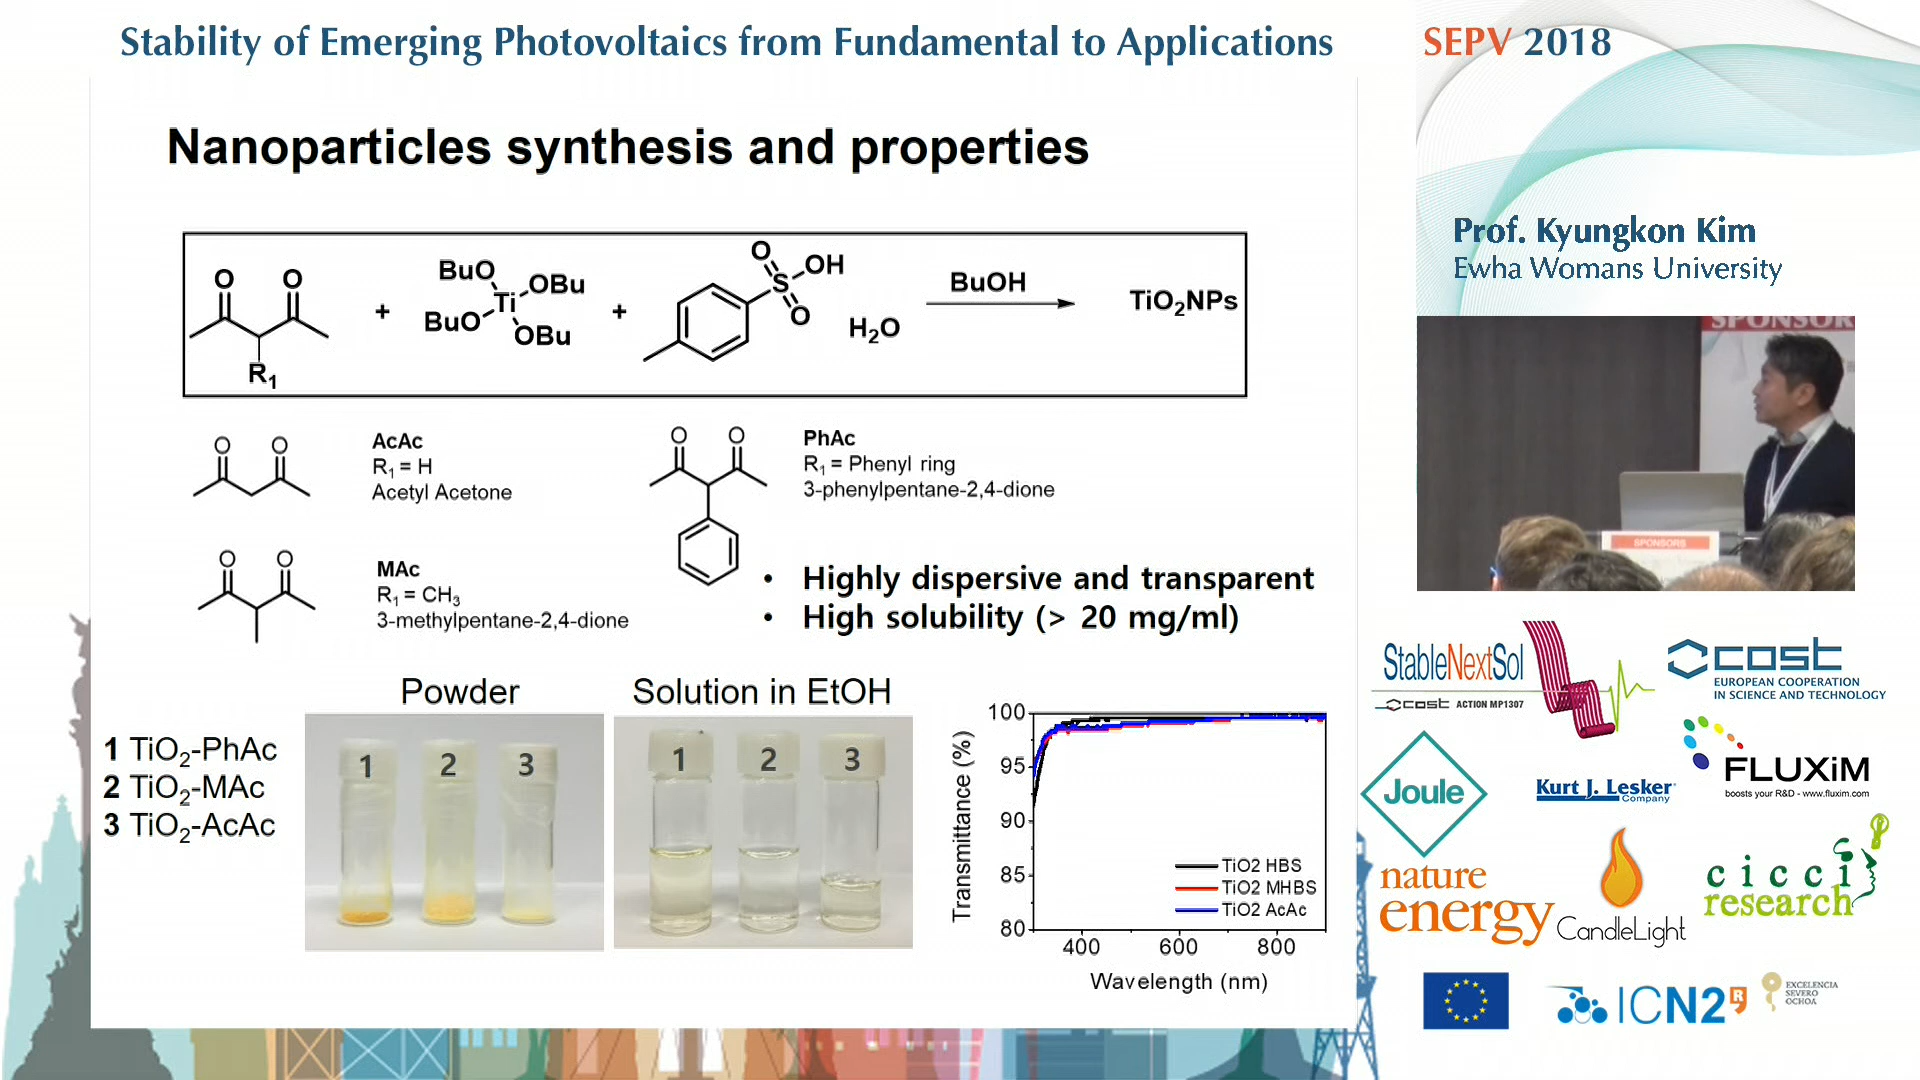 Stability of Emerging Photovoltaics from Fundamental to Applications
SEPV 2018
Nanoparticles synthesis and properties
O O
R1
+
BuO OBu
Ti
BuO OBu
+
O
S OH
O
H2O
BuOH
TiO2NPs
O O
AcAc
R1 = H
Acetyl Acetone
O O
PhAc
R1 = Phenyl ring
3-phenylpentane-2,4-dione
O O
MAc
R1 = CH3
3-methylpentane-2,4-dione
• Highly dispersive and transparent
• High solubility (> 20 mg/ml)
Powder
Solution in EtOH
1 TiO2-PhAc
2 TiO2-MAc
3 TiO2-AcAc
1 2 3
1 2 3
Transmittance (%)
100
95
90
85
80
400 600 800
Wavelength (nm)
TiO2 HBS
TiO2 MHBS
TiO2 AcAc
Prof. Kyungkon Kim
Ewha Womans University
SPONSOR
SPONSORS
StableNextSol
cost ACTION MP1307
cost
EUROPEAN COOPERATION
IN SCIENCE AND TECHNOLOGY
Joule
Kurt J. Lesker
Company
FLUXiM
boosts your R&D - www.fluxim.com
nature
energy
CandleLight
cicci
research
ICN2
EXCELENCIA
SEVERO
OCHOA